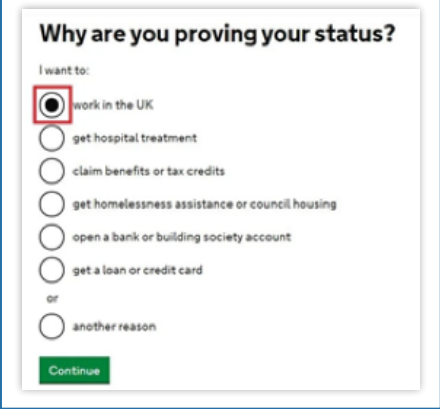 Why are you proving your status?
I want to:
work in the UK
get hospital treatment
claim benefits or tax credits
get homelessness assistance or council housing
open a bank or building society account
get a loan or credit card
or
another reason
Continue